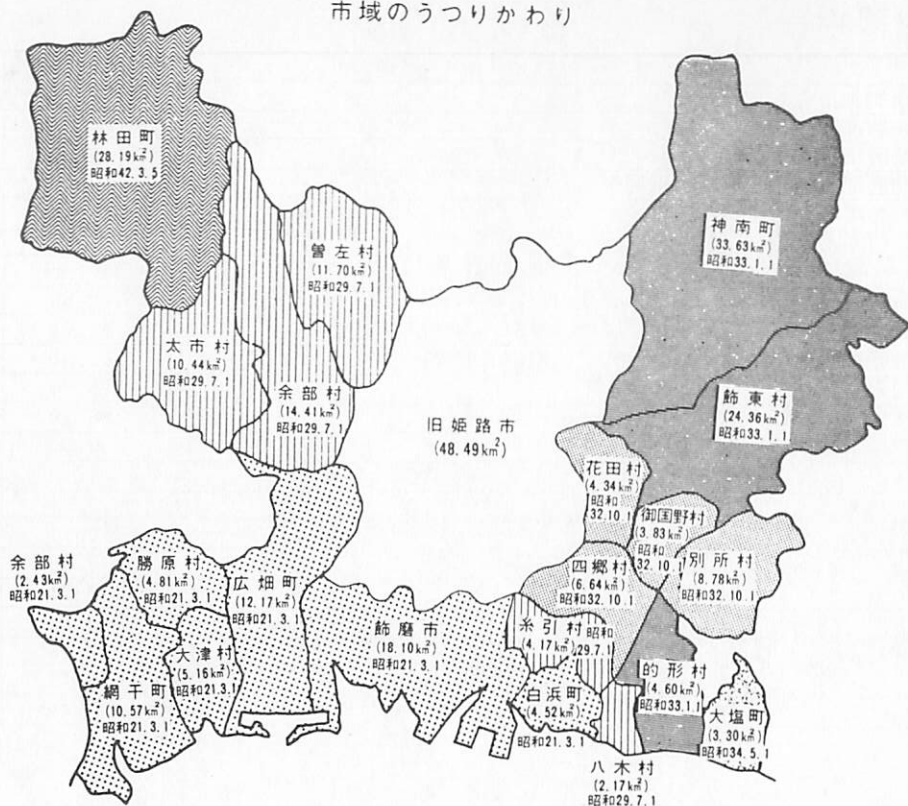 市域のうつりかわり
林田町
(28.19km²)
昭和42.3.5
神南町
(33.63km²)
昭和33.1.1
曽左村
(11.70km²)
昭和29.7.1
太市村
(10.44km²)
昭和29.7.1
余部村
(14.41km²)
昭和29.7.1
飾東村
(24.36km²)
昭和33.1.1
旧姫路市
(48.49km²)
花田村
(4.34km²)
昭和
32.10.1
御国野村
(3.83km²)
昭和
32.10.1
別所村
(8.78km²)
昭和32.10.1
四郷村
(6.64km²)
昭和32.10.1
余部村
(2.43km²)
昭和21.3.1
勝原村
(4.81km²)
昭和21.3.1
広畑町
(12.17km²)
昭和21.3.1
飾磨市
(18.10km²)
昭和21.3.1
糸引村
(4.17km²)
昭和
29.7.1
大津村
(5.16km²)
昭和21.3.1
網干町
(10.57km²)
昭和21.3.1
白浜町
(4.52km²)
昭和21.3.1
的形村
(4.60km²)
昭和33.1.1
大塩町
(3.30km²)
昭和34.5.1
八木村
(2.17km²)
昭和29.7.1